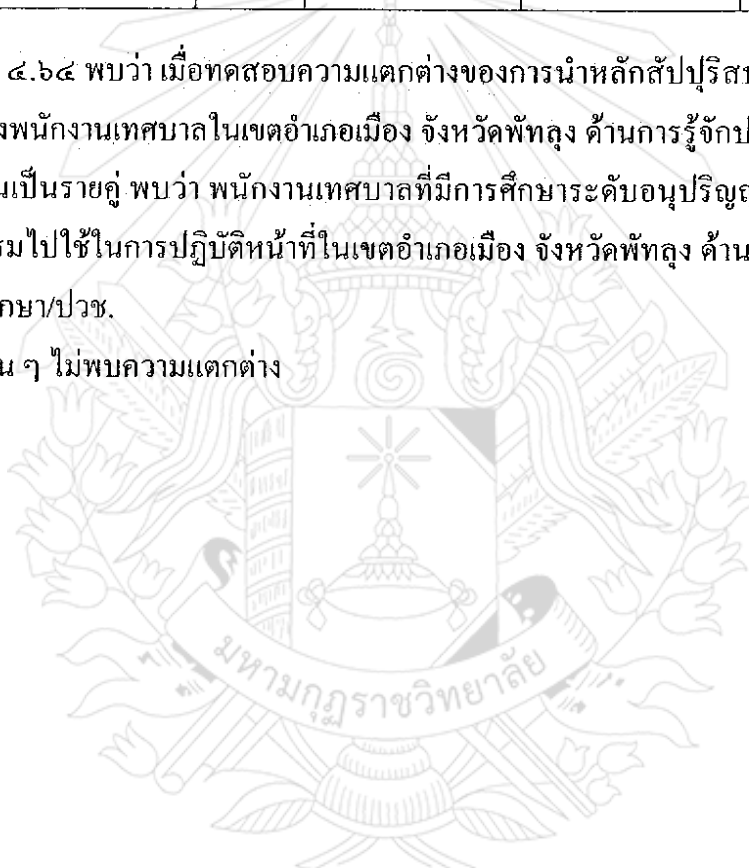 ๔.๖๔ พบว่า เมื่อทดสอบความแตกต่างของการนำหลักสัปปุริส
งพนักงานเทศบาลในเขตอำเภอเมือง จังหวัดพัทลุง ด้านการรู้จักป
นเป็นรายคู่ พบว่า พนักงานเทศบาลที่มีการศึกษาระดับอนุปริญญ
รมไปใช้ในการปฏิบัติหน้าที่ในเขตอำเภอเมือง จังหวัดพัทลุง ด้าน
กษา/ปวช.
น ๆ ไม่พบความแตกต่าง
มหามกุฏราชวิทยาลัย